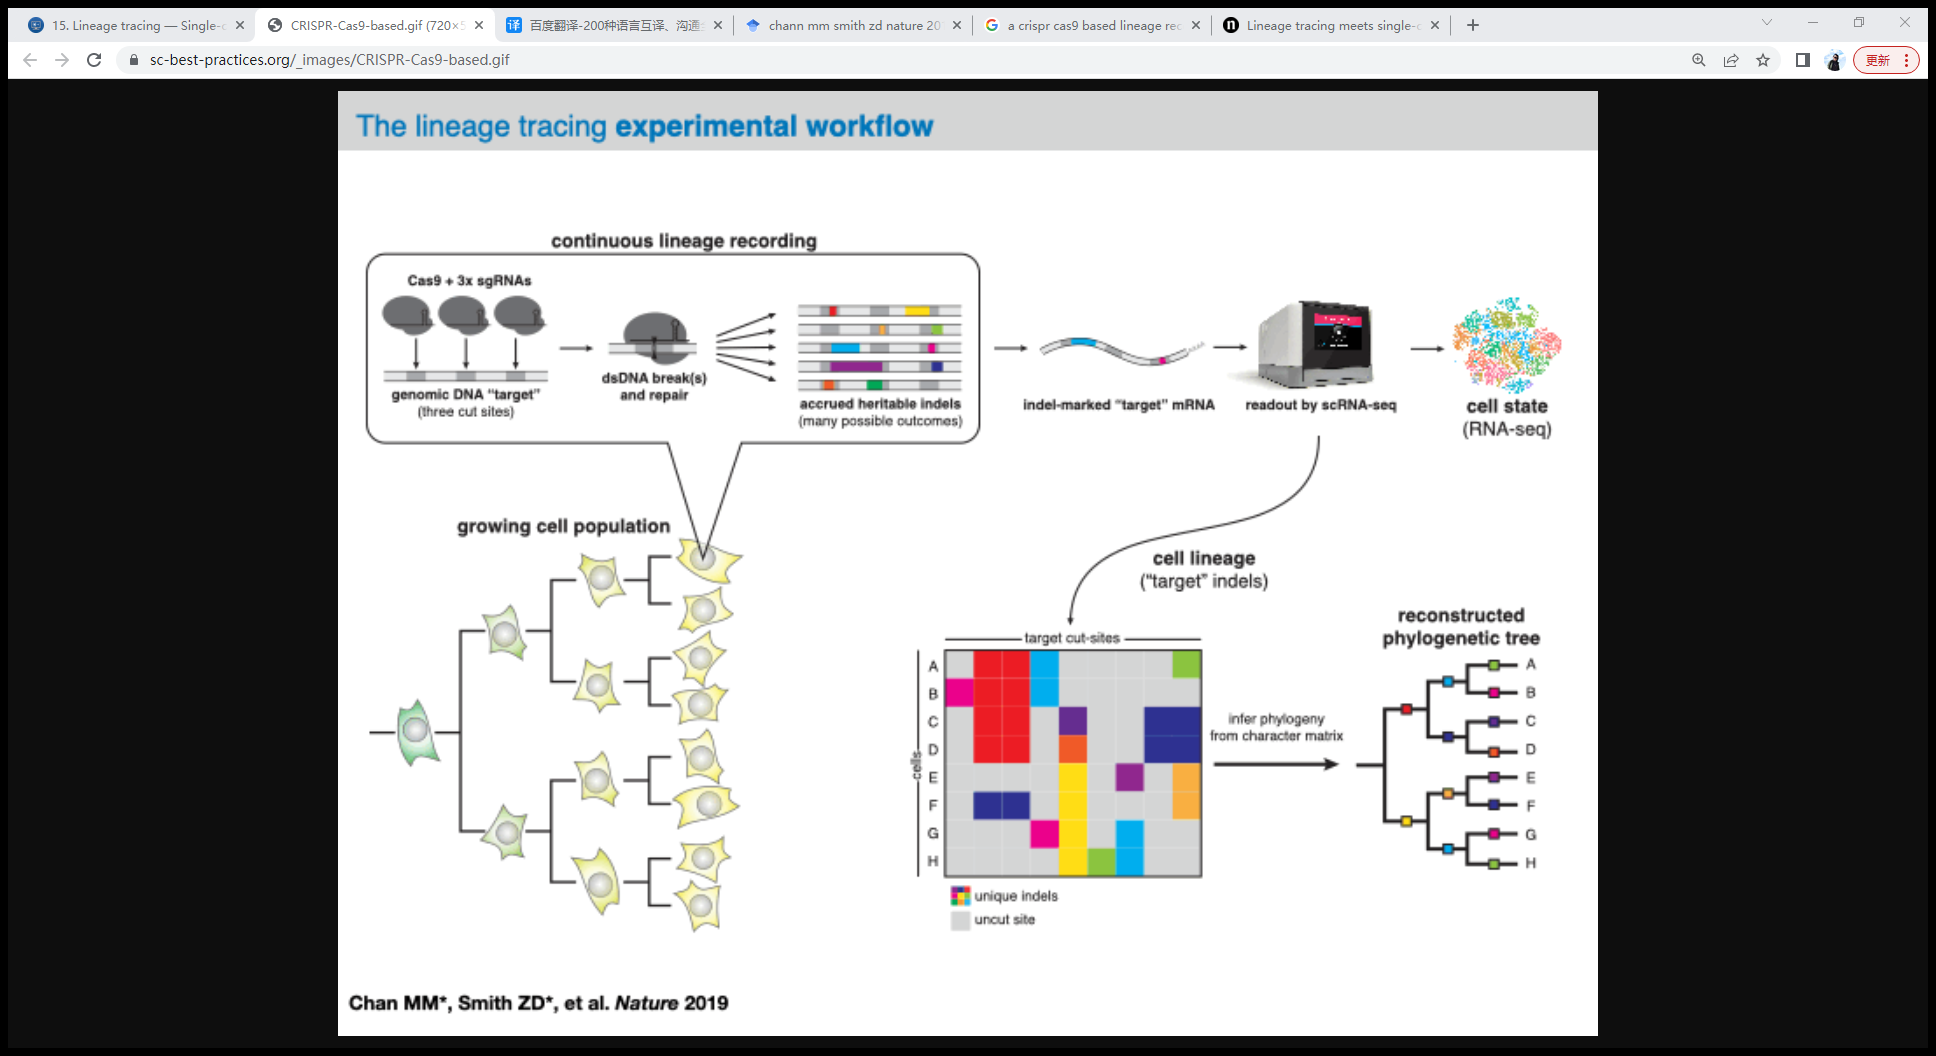 15. Lineage tracing — Single-c
CRISPR-Cas9-based.gif (720×5
译 百度翻译-200种语言互译、沟通
chann mm smith zd nature 20
a crispr cas9 based lineage rec
Lineage tracing meets single-c
sc-best-practices.org/_images/CRISPR-Cas9-based.gif
更新
The lineage tracing experimental workflow
continuous lineage recording
Cas9 + 3x sgRNAs
genomic DNA “target”
(three cut sites)
dsDNA break(s)
and repair
accrued heritable indels
(many possible outcomes)
indel-marked “target” mRNA
readout by scRNA-seq
cell state
(RNA-seq)
growing cell population
cell lineage
(“target” indels)
target cut-sites
cells
A
B
C
D
E
F
G
H
unique indels
uncut site
infer phylogeny
from character matrix
reconstructed
phylogenetic tree
A
B
C
D
E
F
G
H
Chan MM*, Smith ZD*, et al. Nature 2019